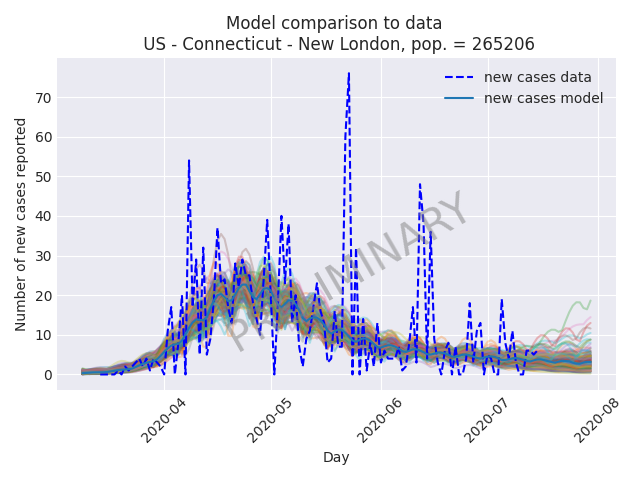 Model comparison to data
US - Connecticut - New London, pop. = 265206
new cases data
new cases model
Number of new cases reported
70
60
50
40
30
20
10
0
PRELIMINARY
2020-04
2020-05
2020-06
2020-07
2020-08
Day